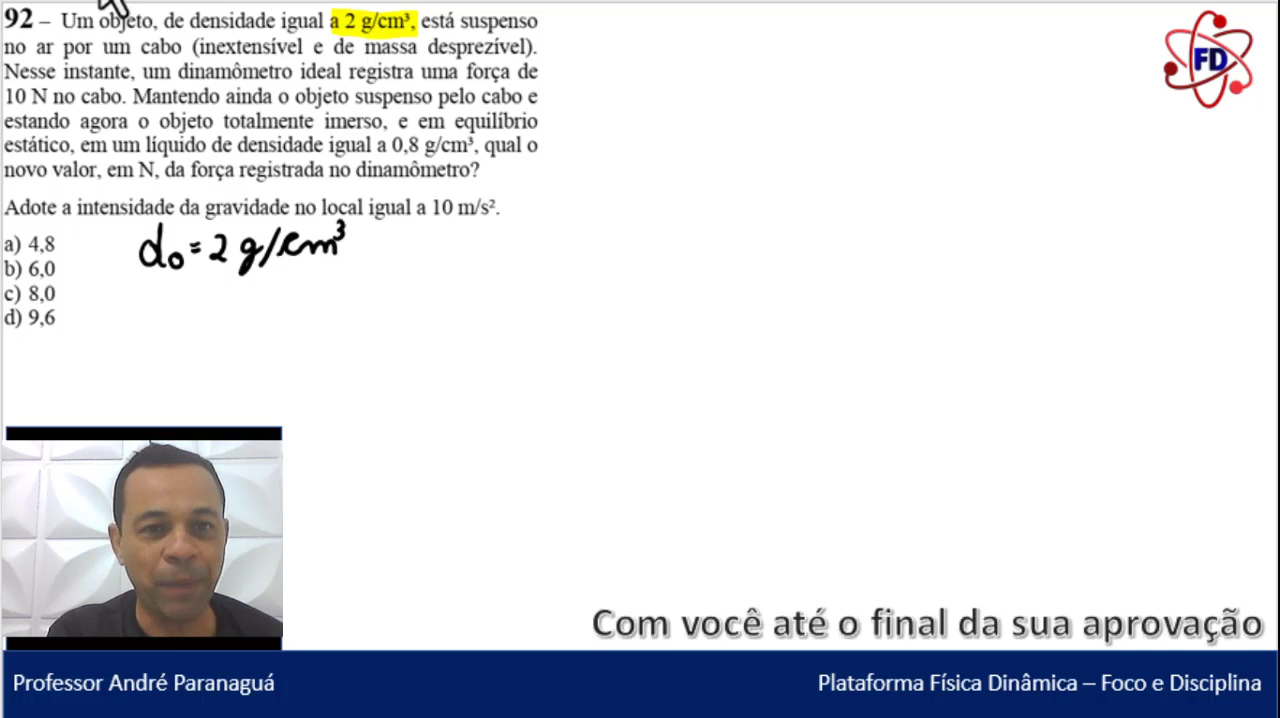 92 – Um objeto, de densidade igual a 2 g/cm³, está suspenso
no ar por um cabo (inextensível e de massa desprezível).
Nesse instante, um dinamômetro ideal registra uma força de
10 N no cabo. Mantendo ainda o objeto suspenso pelo cabo e
estando agora o objeto totalmente imerso, e em equilíbrio
estático, em um líquido de densidade igual a 0,8 g/cm³, qual o
novo valor, em N, da força registrada no dinamômetro?
Adote a intensidade da gravidade no local igual a 10 m/s².
a) 4,8
b) 6,0
c) 8,0
d) 9,6
do = 2 g/cm³
FD
Com você até o final da sua aprovação
Professor André Paranaguá
Plataforma Física Dinâmica – Foco e Disciplina